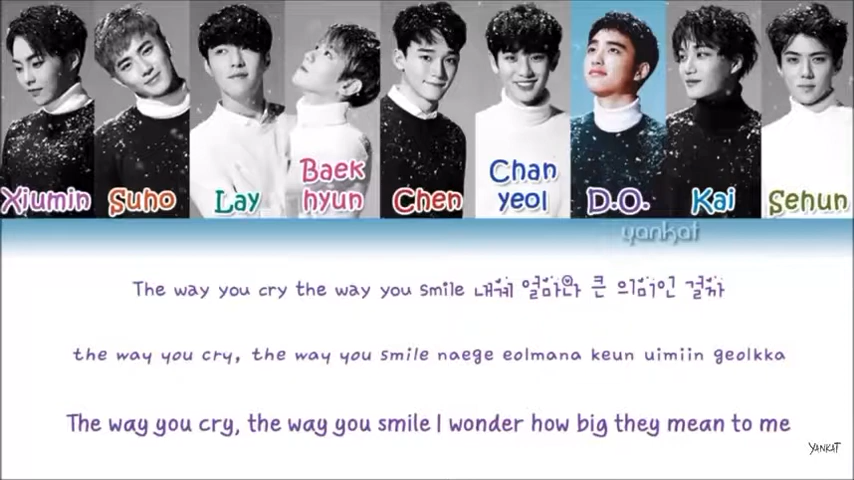 Xiumin
Suho
Lay
Baek
hyun
Chen
Chan
yeol
D.O.
Kai
Sehun
yankat
The way you cry the way you smile 내게 얼마나 큰 의미인 걸까
the way you cry, the way you smile naege eolmana keun uimiin geolkka
The way you cry, the way you smile I wonder how big they mean to me
YANKAT